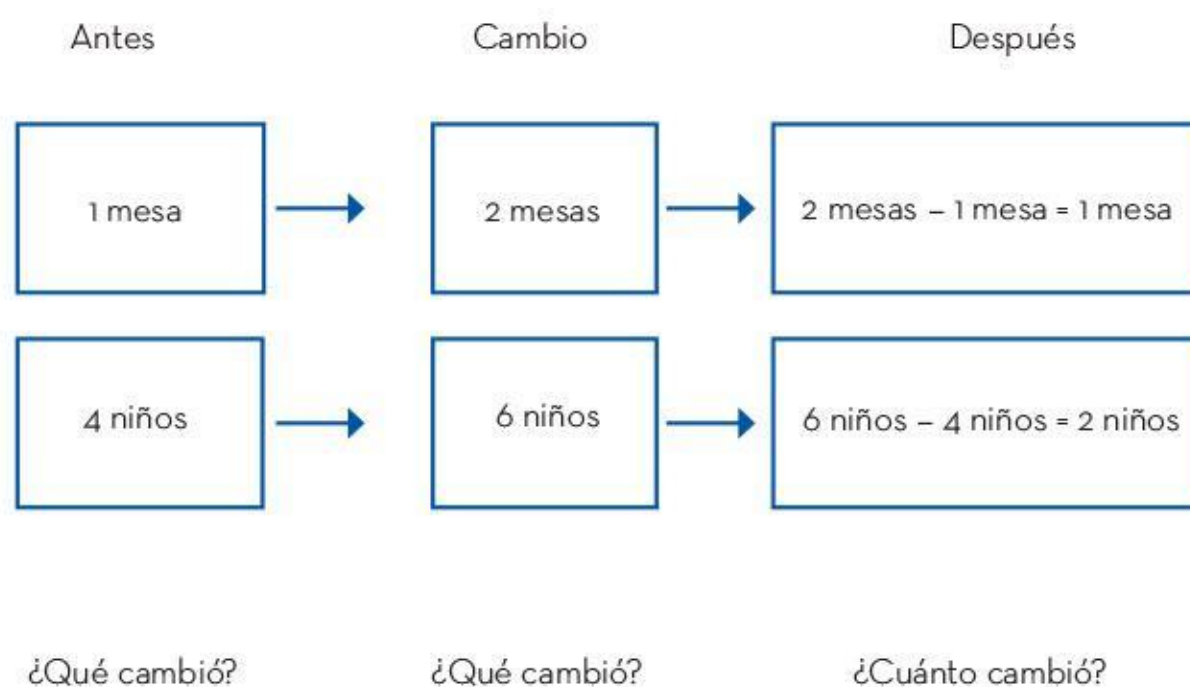 Antes Cambio Después
1 mesa 2 mesas 2 mesas – 1 mesa = 1 mesa
4 niños 6 niños 6 niños – 4 niños = 2 niños
¿Qué cambió? ¿Qué cambió? ¿Cuánto cambió?